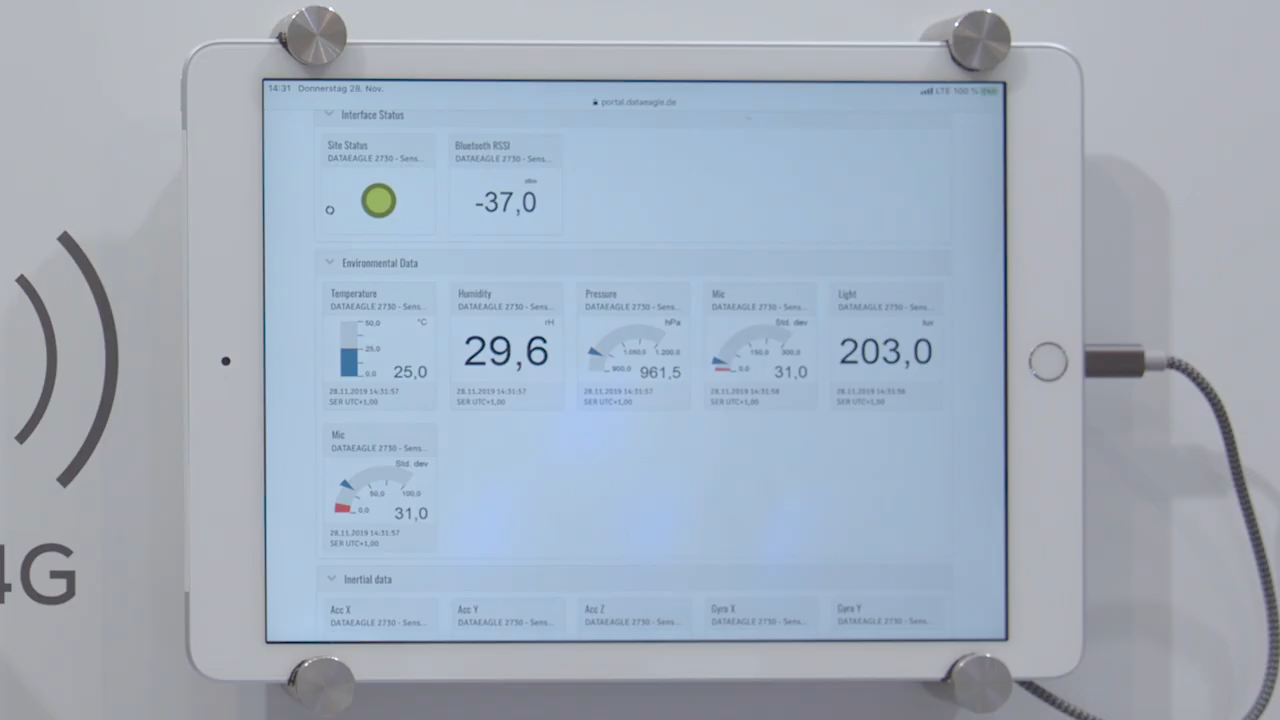 14:31 Donnerstag 28. Nov.
LTE 100 %
portal.dataeagle.de
Interface Status
Site Status
DATAEAGLE 2730 - Sens...
Bluetooth RSSI
DATAEAGLE 2730 - Sens...
-37,0
Environmental Data
Temperature
DATAEAGLE 2730 - Sens...
°C
50,0
25,0
0,0
25,0
28.11.2019 14:31:57
SER UTC+1,00
Humidity
DATAEAGLE 2730 - Sens...
rH
29,6
28.11.2019 14:31:57
SER UTC+1,00
Pressure
DATAEAGLE 2730 - Sens...
hPa
1.050,0 1.200,0
900,0
961,5
28.11.2019 14:31:57
SER UTC+1,00
Mic
DATAEAGLE 2730 - Sens...
Std. dev
150,0 300,0
0,0
31,0
28.11.2019 14:31:56
SER UTC+1,00
Light
DATAEAGLE 2730 - Sens...
lux
203,0
28.11.2019 14:31:56
SER UTC+1,00
Mic
DATAEAGLE 2730 - Sens...
Std. dev
50,0 100,0
0,0
31,0
28.11.2019 14:31:57
SER UTC+1,00
Inertial data
Acc X
DATAEAGLE 2730 - Sens...
Acc Y
DATAEAGLE 2730 - Sens...
Acc Z
DATAEAGLE 2730 - Sens...
Gyro X
DATAEAGLE 2730 - Sens...
Gyro Y
DATAEAGLE 2730 - Sens...
4G